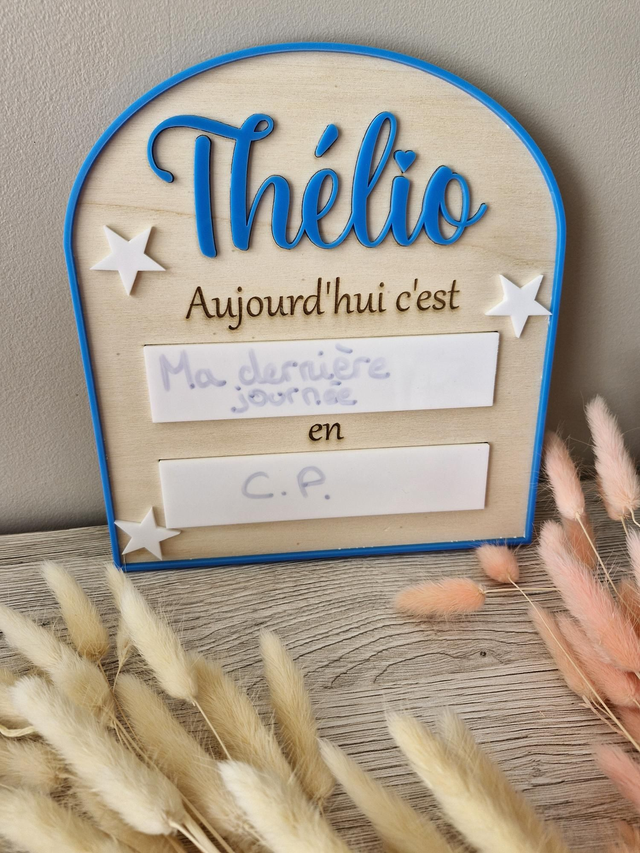 Thélio
Aujourd'hui c'est
Ma dernière
journée
en
C.P.